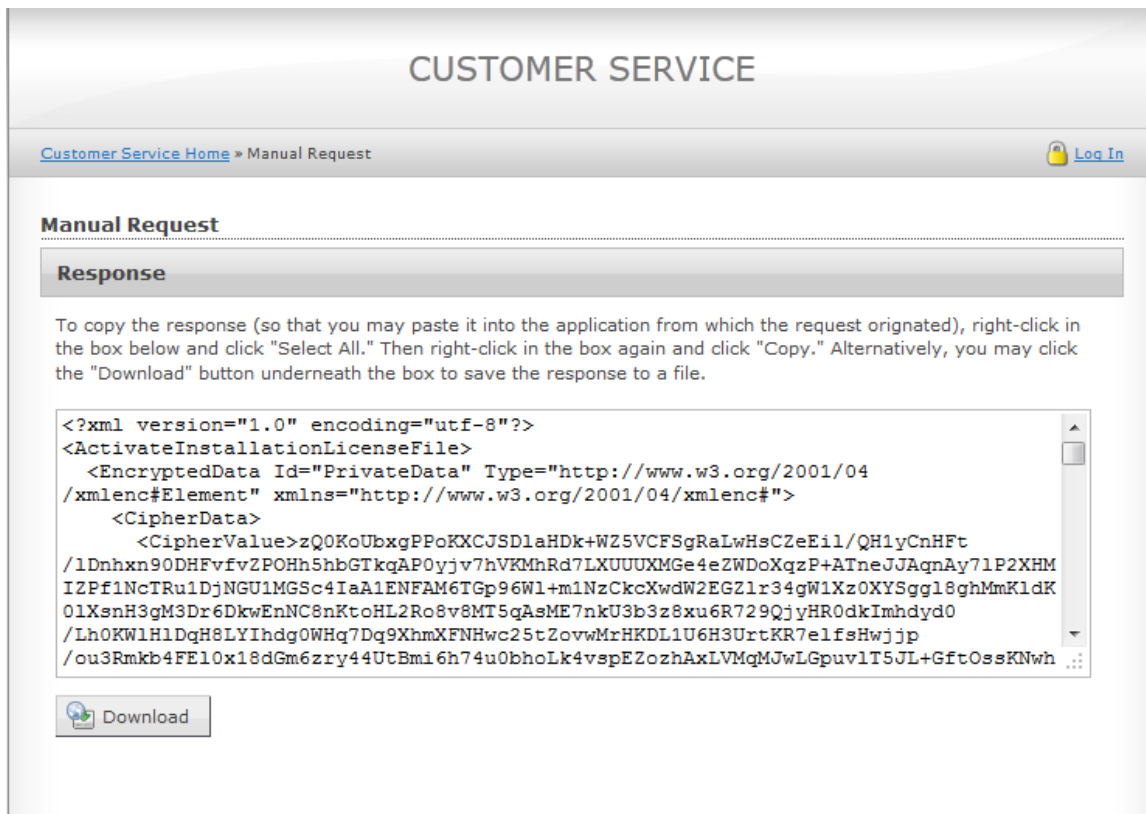 CUSTOMER SERVICE
Customer Service Home » Manual Request
Log In
Manual Request
Response
To copy the response (so that you may paste it into the application from which the request orignated), right-click in
the box below and click "Select All." Then right-click in the box again and click "Copy." Alternatively, you may click
the "Download" button underneath the box to save the response to a file.
<?xml version="1.0" encoding="utf-8"?>
<ActivateInstallationLicenseFile>
<EncryptedData Id="PrivateData" Type="http://www.w3.org/2001/04
/xmlenc#Element" xmlns="http://www.w3.org/2001/04/xmlenc#">
<CipherData>
<CipherValue>zQ0KoUbxgPPoKXCJSDlaHDk+WZ5VCFSgRaLwHsCZeEil/QH1yCnHFt
/lDnhxn90DHFvfvZPOHh5hbGTkqAP0yjv7hVKMhRd7LXUUUXMGe4eZWDoXqzP+ATneJJAqnAy7lP2XHM
IZPf1NcTRu1DjNGU1MGSc4IaA1ENFAM6TGp96Wl+m1NzCkcXwdW2EGZlr34gWlXz0XYSggl8ghMmKldK
0lXsnH3gM3Dr6DkwEnNC8nKtoHL2Ro8v8MT5qAsME7nkU3b3z8xu6R729QjyHR0dkImhdyd0
/Lh0KWlHlDqH8LYIhdg0WHq7Dq9XhmXFNHwc25tZovwMrHKDL1U6H3UrtKR7elfsHwjjp
/ou3Rmkb4FEl0x18dGm6zry44UtBmi6h74u0bhoLk4vspEZozhAxLVMqMJwLGpuvlT5JL+GftOssKNwh
Download